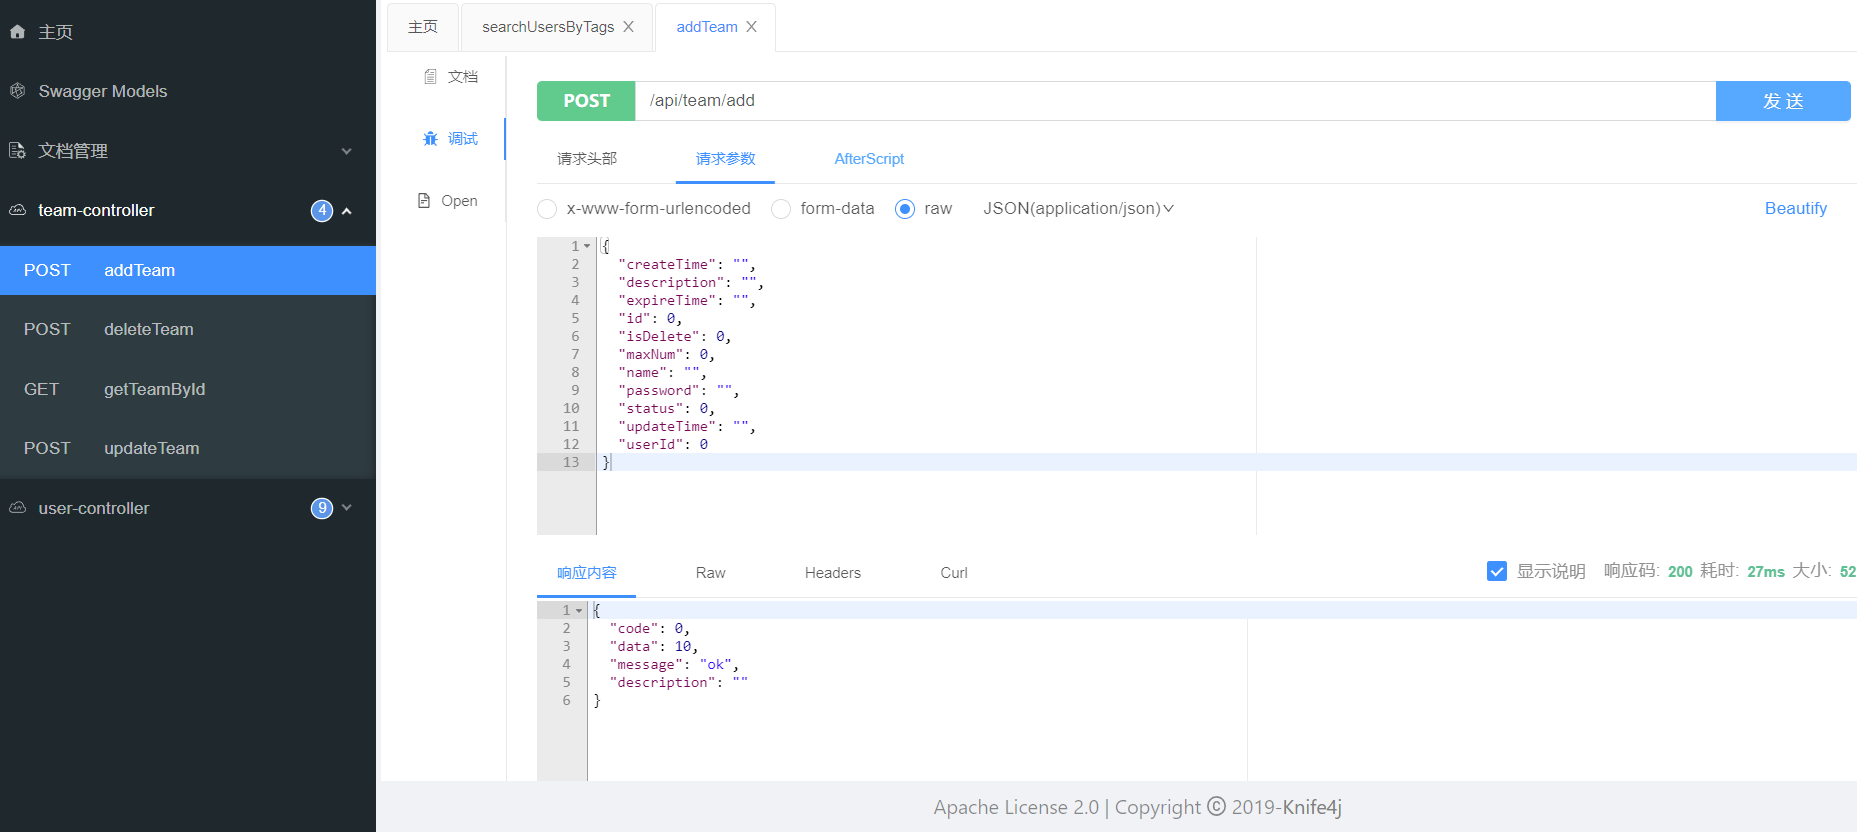 主页
Swagger Models
文档管理
team-controller 4
POST addTeam
POST deleteTeam
GET getTeamById
POST updateTeam
user-controller 9
主页 searchUsersByTags addTeam
文档
调试
Open
POST /api/team/add 发 送
请求头部 请求参数 AfterScript
x-www-form-urlencoded form-data raw JSON(application/json) Beautify
1 {
2 "createTime": "",
3 "description": "",
4 "expireTime": "",
5 "id": 0,
6 "isDelete": 0,
7 "maxNum": 0,
8 "name": "",
9 "password": "",
10 "status": 0,
11 "updateTime": "",
12 "userId": 0
13 }
响应内容 Raw Headers Curl 显示说明 响应码: 200 耗时: 27ms 大小: 52
1 {
2 "code": 0,
3 "data": 10,
4 "message": "ok",
5 "description": ""
6 }
Apache License 2.0 | Copyright © 2019-Knife4j